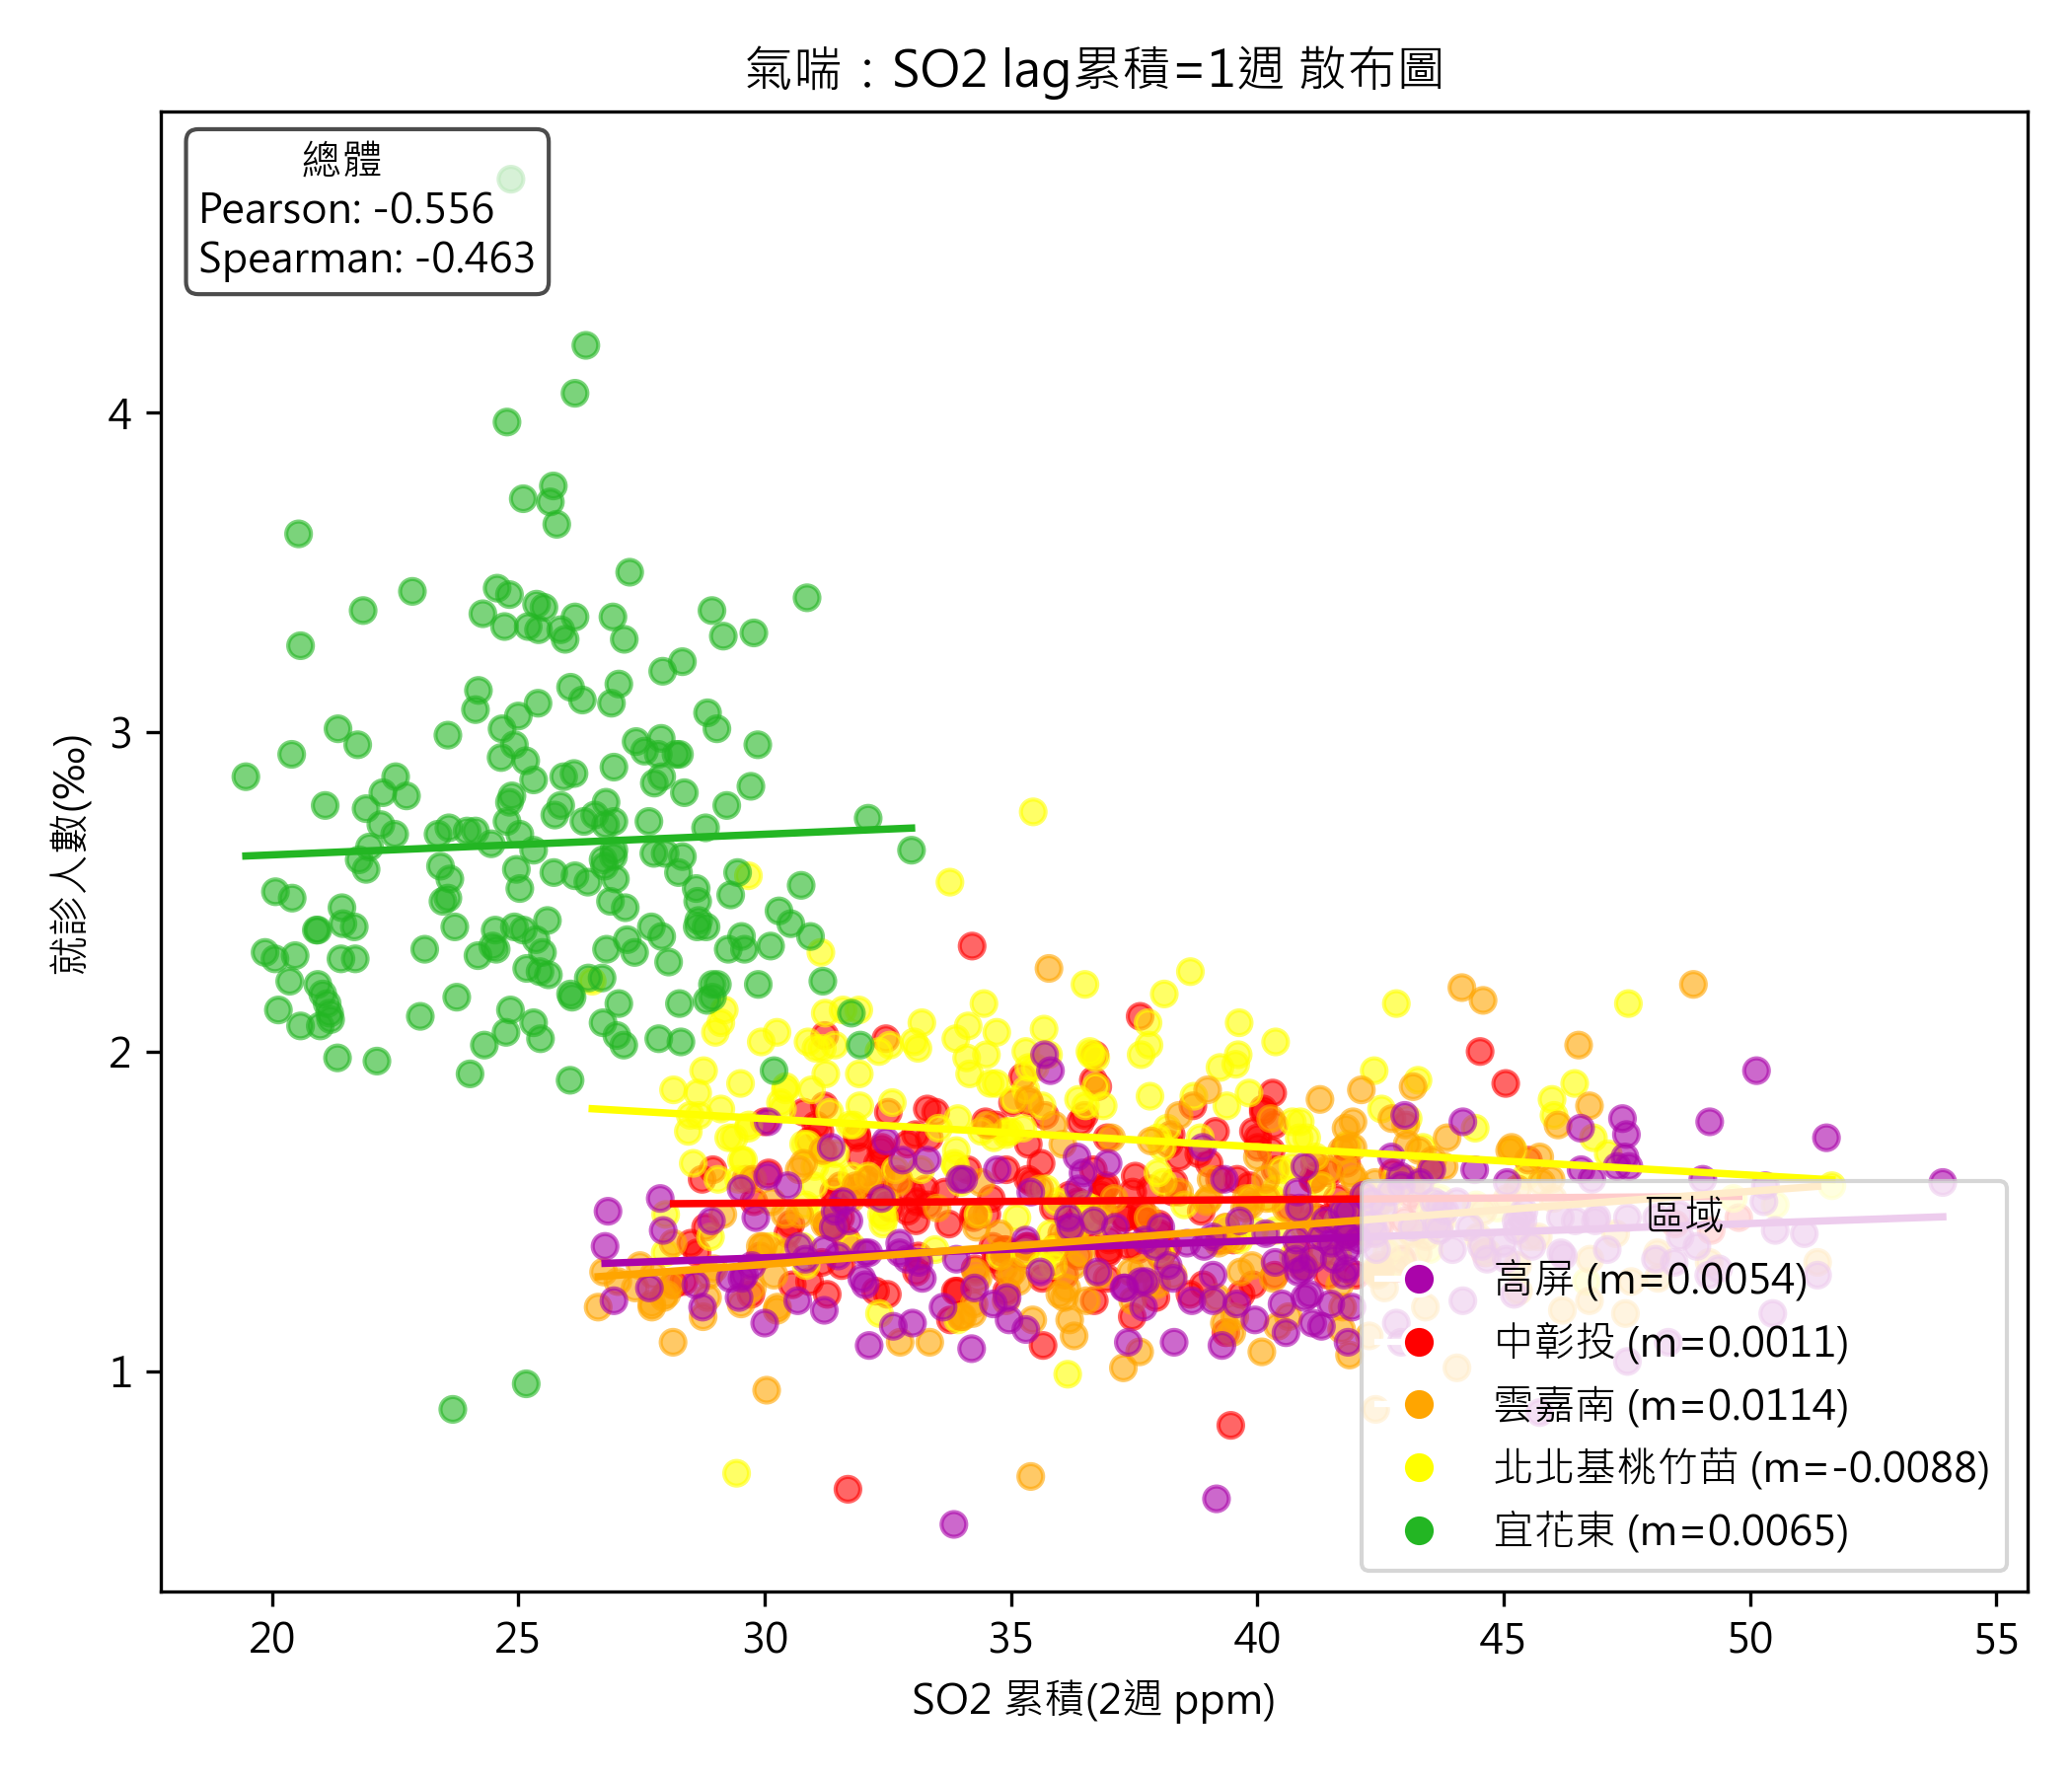 氣喘：SO2 lag累積=1週 散布圖
總體
Pearson: -0.556
Spearman: -0.463
就診人數(‰)
4
3
2
1
區域
高屏 (m=0.0054)
中彰投 (m=0.0011)
雲嘉南 (m=0.0114)
北北基桃竹苗 (m=-0.0088)
宜花東 (m=0.0065)
20 25 30 35 40 45 50 55
SO2 累積(2週 ppm)